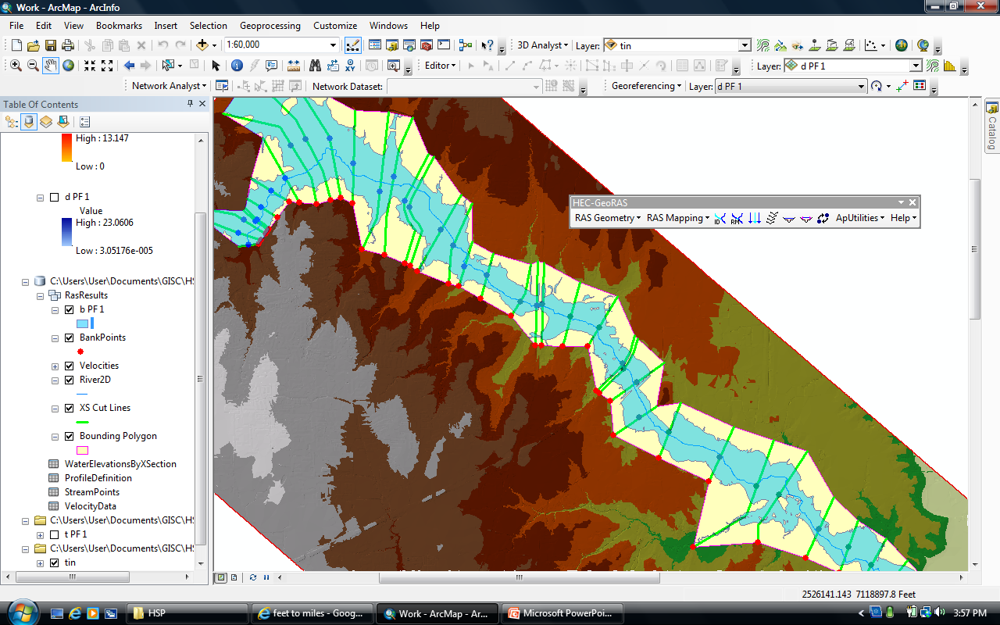 Work - ArcMap - ArcInfo
File Edit View Bookmarks Insert Selection Geoprocessing Customize Windows Help
1:60,000 3D Analyst Layer: tin
Editor Layer: d PF 1
Network Analyst Network Dataset: Georeferencing Layer: d PF 1
Table Of Contents
High : 13.147
Low : 0
d PF 1
Value
High : 23.0606
Low : 3.05176e-005
C:\Users\User\Documents\GISC\HS
RasResults
b PF 1
BankPoints
Velocities
River2D
XS Cut Lines
Bounding Polygon
WaterElevationsByXSection
ProfileDefinition
StreamPoints
VelocityData
C:\Users\User\Documents\GISC\HS
t PF 1
C:\Users\User\Documents\GISC\HS
tin
HEC-GeoRAS
RAS Geometry RAS Mapping ID RM ApUtilities Help
Catalog
2526141.143 7118897.8 Feet
HSP feet to miles - Goog... Work - ArcMap - Ar... Microsoft PowerPoi... 3:57 PM